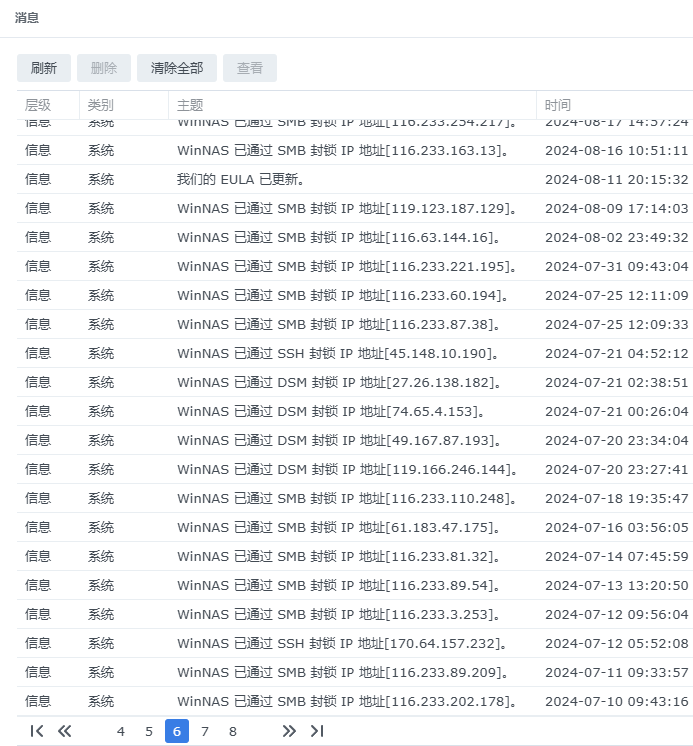 消息
刷新 删除 清除全部 查看
层级 类别 主题 时间
信息 系统 WinNAS 已通过 SMB 封锁 IP 地址[116.233.254.217]。 2024-08-17 14:57:24
信息 系统 WinNAS 已通过 SMB 封锁 IP 地址[116.233.163.13]。 2024-08-16 10:51:11
信息 系统 我们的 EULA 已更新。 2024-08-11 20:15:32
信息 系统 WinNAS 已通过 SMB 封锁 IP 地址[119.123.187.129]。 2024-08-09 17:14:03
信息 系统 WinNAS 已通过 SMB 封锁 IP 地址[116.63.144.16]。 2024-08-02 23:49:32
信息 系统 WinNAS 已通过 SMB 封锁 IP 地址[116.233.221.195]。 2024-07-31 09:43:04
信息 系统 WinNAS 已通过 SMB 封锁 IP 地址[116.233.60.194]。 2024-07-25 12:11:09
信息 系统 WinNAS 已通过 SMB 封锁 IP 地址[116.233.87.38]。 2024-07-25 12:09:33
信息 系统 WinNAS 已通过 SSH 封锁 IP 地址[45.148.10.190]。 2024-07-21 04:52:12
信息 系统 WinNAS 已通过 DSM 封锁 IP 地址[27.26.138.182]。 2024-07-21 02:38:51
信息 系统 WinNAS 已通过 DSM 封锁 IP 地址[74.65.4.153]。 2024-07-21 00:26:04
信息 系统 WinNAS 已通过 DSM 封锁 IP 地址[49.167.87.193]。 2024-07-20 23:34:04
信息 系统 WinNAS 已通过 DSM 封锁 IP 地址[119.166.246.144]。 2024-07-20 23:27:41
信息 系统 WinNAS 已通过 SMB 封锁 IP 地址[116.233.110.248]。 2024-07-18 19:35:47
信息 系统 WinNAS 已通过 SMB 封锁 IP 地址[61.183.47.175]。 2024-07-16 03:56:05
信息 系统 WinNAS 已通过 SMB 封锁 IP 地址[116.233.81.32]。 2024-07-14 07:45:59
信息 系统 WinNAS 已通过 SMB 封锁 IP 地址[116.233.89.54]。 2024-07-13 13:20:50
信息 系统 WinNAS 已通过 SMB 封锁 IP 地址[116.233.3.253]。 2024-07-12 09:56:04
信息 系统 WinNAS 已通过 SSH 封锁 IP 地址[170.64.157.232]。 2024-07-12 05:52:08
信息 系统 WinNAS 已通过 SMB 封锁 IP 地址[116.233.89.209]。 2024-07-11 09:33:57
信息 系统 WinNAS 已通过 SMB 封锁 IP 地址[116.233.202.178]。 2024-07-10 09:43:16
4 5 6 7 8